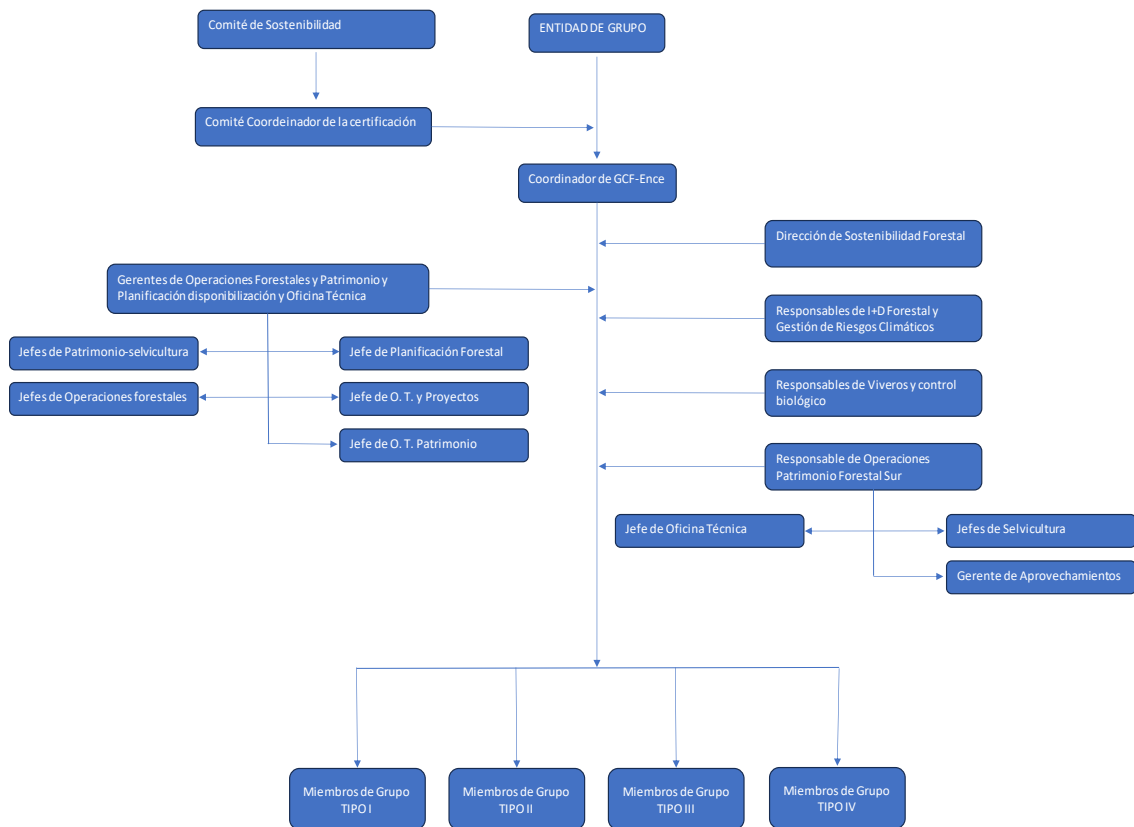 Comité de Sostenibilidad
ENTIDAD DE GRUPO
Comité Coordeinador de la certificación
Coordinador de GCF-Ence
Dirección de Sostenibilidad Forestal
Gerentes de Operaciones Forestales y Patrimonio y
Planificación disponibilización y Oficina Técnica
Responsables de I+D Forestal y
Gestión de Riesgos Climáticos
Jefes de Patrimonio-selvicultura
Jefe de Planificación Forestal
Jefes de Operaciones forestales
Jefe de O. T. y Proyectos
Responsables de Viveros y control
biológico
Jefe de O. T. Patrimonio
Responsable de Operaciones
Patrimonio Forestal Sur
Jefe de Oficina Técnica
Jefes de Selvicultura
Gerente de Aprovechamientos
Miembros de Grupo
TIPO I
Miembros de Grupo
TIPO II
Miembros de Grupo
TIPO III
Miembros de Grupo
TIPO IV